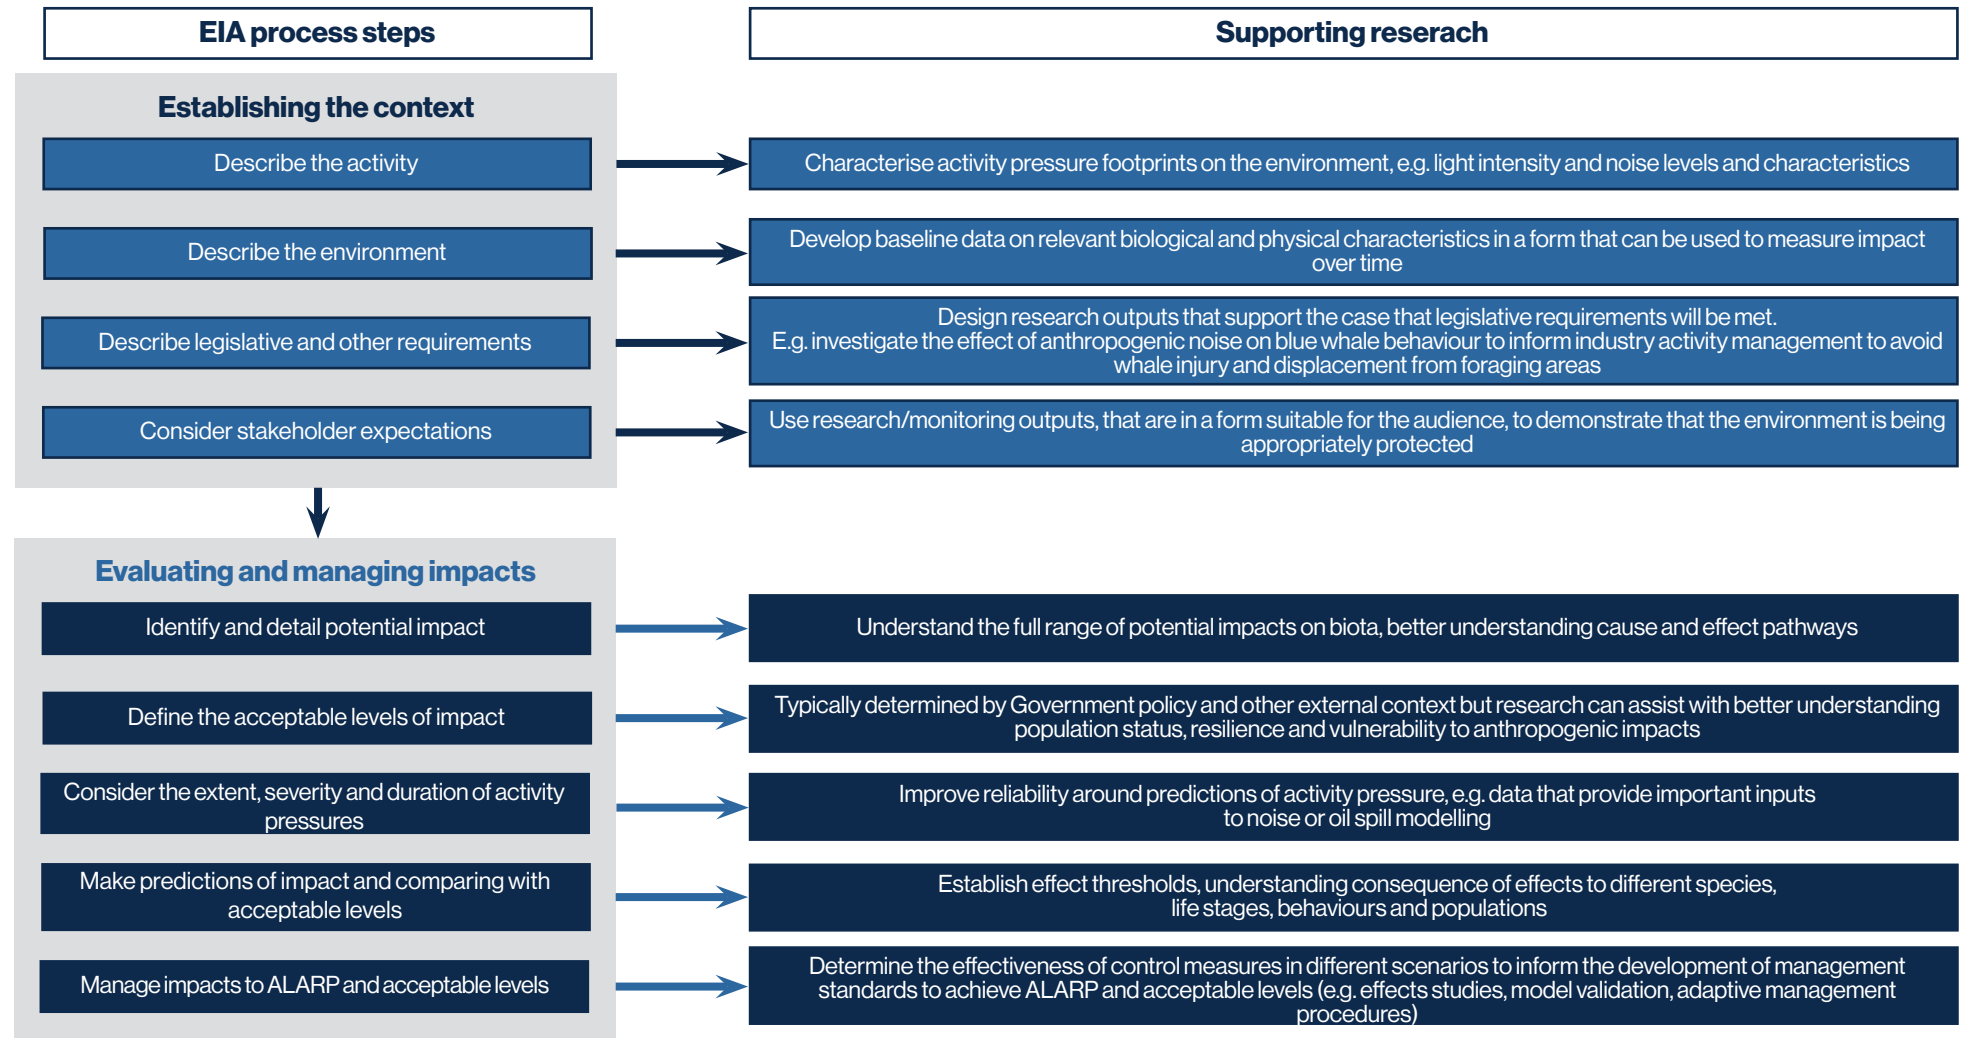 EIA process steps
Supporting reserach
Establishing the context
Describe the activity
Characterise activity pressure footprints on the environment, e.g. light intensity and noise levels and characteristics
Describe the environment
Develop baseline data on relevant biological and physical characteristics in a form that can be used to measure impact
over time
Describe legislative and other requirements
Design research outputs that support the case that legislative requirements will be met.
E.g. investigate the effect of anthropogenic noise on blue whale behaviour to inform industry activity management to avoid
whale injury and displacement from foraging areas
Consider stakeholder expectations
Use research/monitoring outputs, that are in a form suitable for the audience, to demonstrate that the environment is being
appropriately protected
Evaluating and managing impacts
Identify and detail potential impact
Understand the full range of potential impacts on biota, better understanding cause and effect pathways
Define the acceptable levels of impact
Typically determined by Government policy and other external context but research can assist with better understanding
population status, resilience and vulnerability to anthropogenic impacts
Consider the extent, severity and duration of activity
pressures
Improve reliability around predictions of activity pressure, e.g. data that provide important inputs
to noise or oil spill modelling
Make predictions of impact and comparing with
acceptable levels
Establish effect thresholds, understanding consequence of effects to different species,
life stages, behaviours and populations
Manage impacts to ALARP and acceptable levels
Determine the effectiveness of control measures in different scenarios to inform the development of management
standards to achieve ALARP and acceptable levels (e.g. effects studies, model validation, adaptive management
procedures)